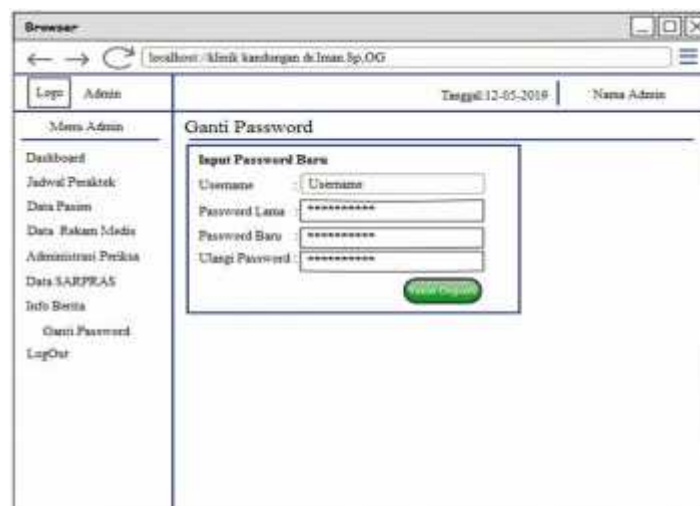 Browser
localhost://klinik kandungan dr.Iman.Sp,OG
Logo Admin
Tanggal:12-05-2019 Nama Admin
Menu Admin
Ganti Password
Dashboard
Jadwal Peraktek
Data Pasien
Data Rekam Medis
Administrasi Periksa
Data SARPRAS
Info Berita
Ganti Password
LogOut
Input Password Baru
Username : Username
Password Lama : **********
Password Baru : **********
Ulangi Password : **********